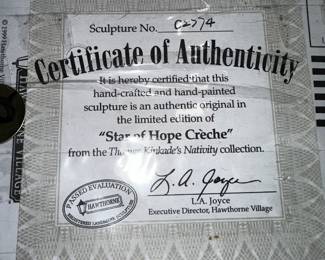 Sculpture No. C2774
Certificate of Authenticity
It is hereby certified that this
hand-crafted and hand-painted
sculpture is an authentic original in
the limited edition of
"Star of Hope Crèche"
from the Thomas Kinkade's Nativity collection.
PASSED EVALUATION
HAWTHORNE
L.A. Joyce
L.A. Joyce
Executive Director, Hawthorne Village
© 1999 Hawthorne